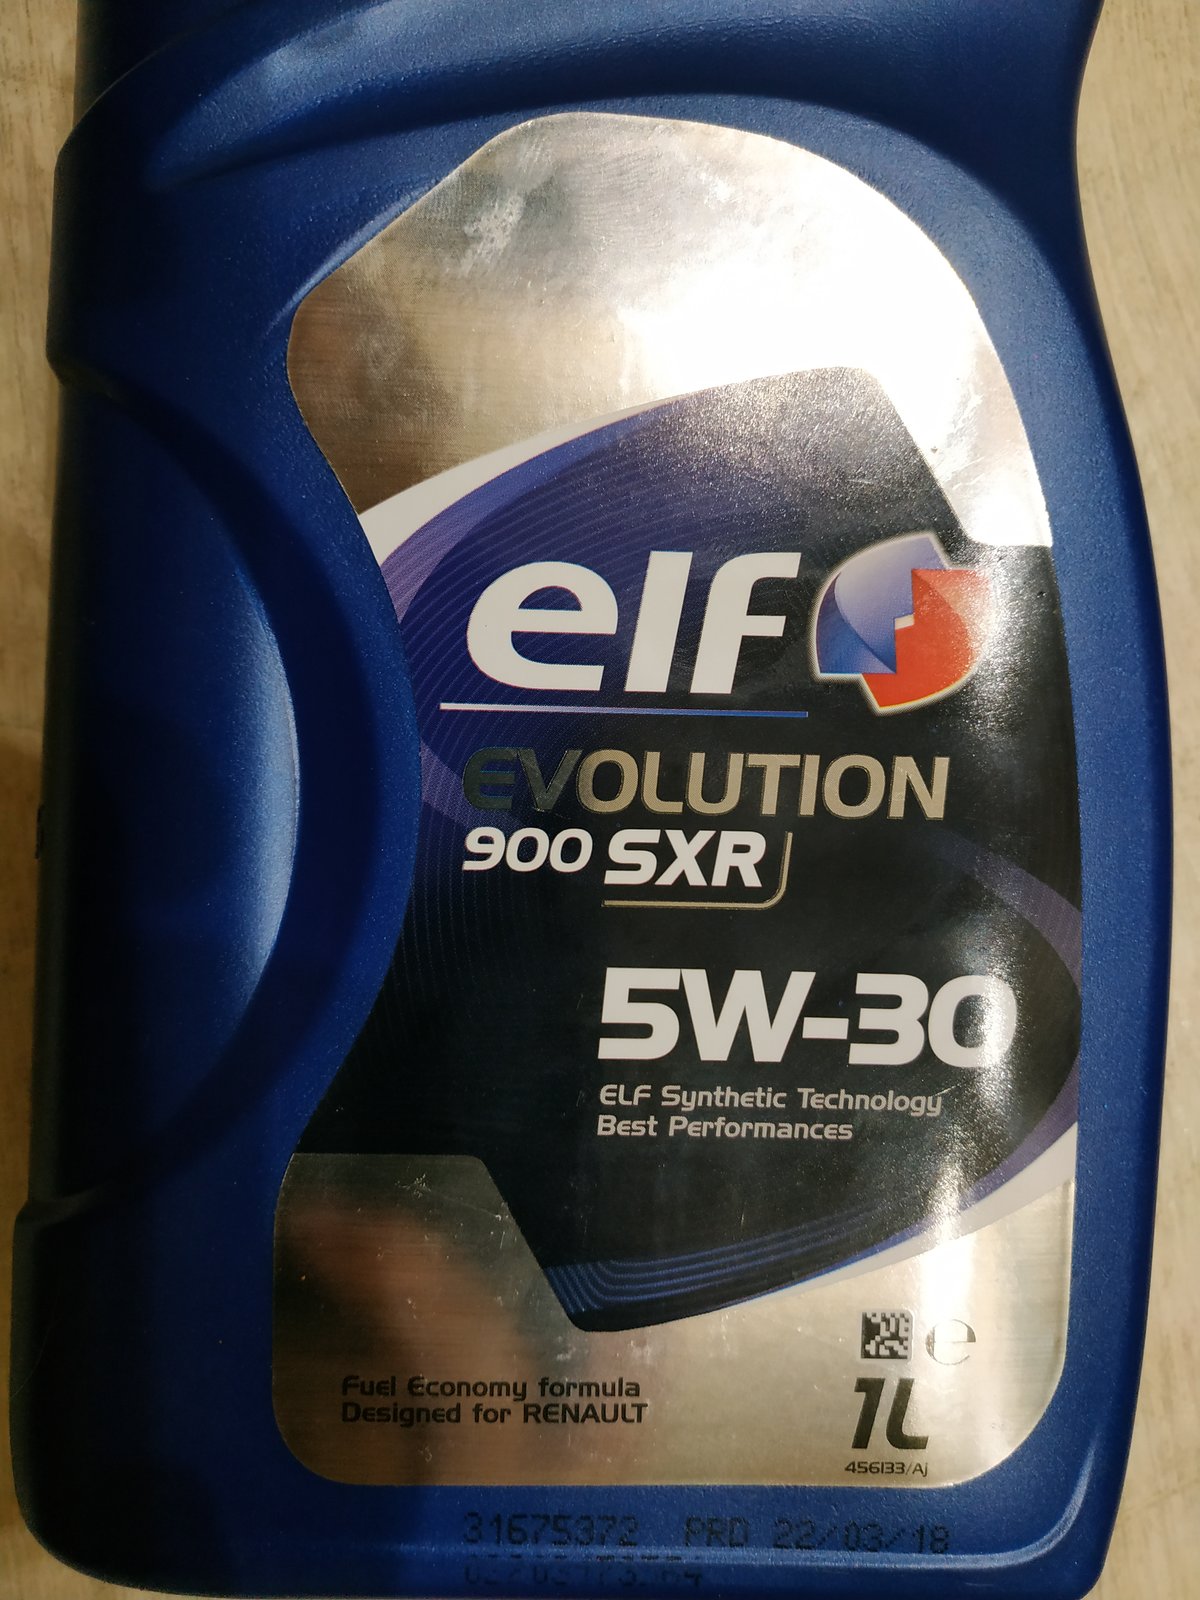 elf
EVOLUTION
900 SXR
5W-30
ELF Synthetic Technology
Best Performances
e
1L
Fuel Economy formula
Designed for RENAULT
456133/Aj
31675372 PRD 22/03/18